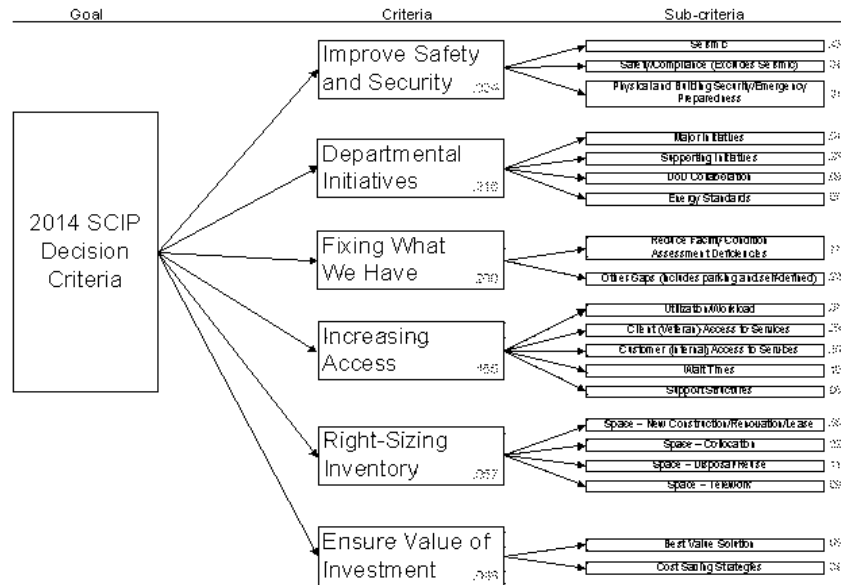 Goal Criteria Sub-criteria
2014 SCIP
Decision
Criteria
Improve Safety
and Security
Seismic
Safety/Compliance (Excludes Seismic)
Physical and Building Security/Emergency
Preparedness
Departmental
Initiatives
Major Initiatives
Supporting Initiatives
DoD Collaboration
Energy Standards
Fixing What
We Have
Reduce Facility Condition
Assessment Deficiencies
Other Gaps (Includes parking and self-defined)
Increasing
Access
Utilization/Workload
Client (Veteran) Access to Services
Customer (Internal) Access to Services
Wait Times
Support Structures
Right-Sizing
Inventory
Space – New Construction/Renovation/Lease
Space – Collocation
Space – Disposal/Reuse
Space – Telework
Ensure Value of
Investment
Best Value Solution
Cost Saving Strategies